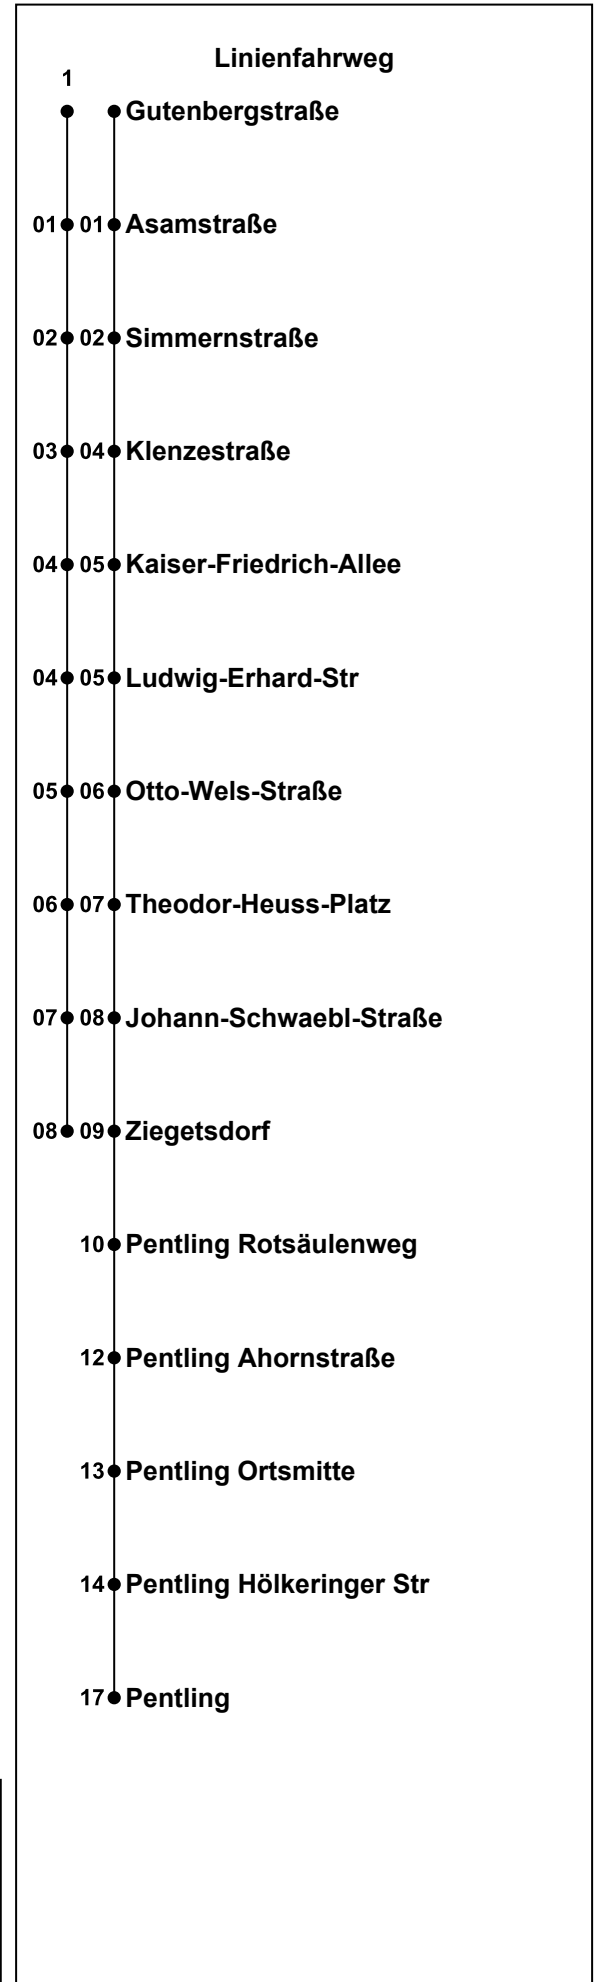 Linienfahrweg
1
Gutenbergstraße
01 01 Asamstraße
02 02 Simmernstraße
03 04 Klenzestraße
04 05 Kaiser-Friedrich-Allee
04 05 Ludwig-Erhard-Str
05 06 Otto-Wels-Straße
06 07 Theodor-Heuss-Platz
07 08 Johann-Schwaebl-Straße
08 09 Ziegetsdorf
10 Pentling Rotsäulenweg
12 Pentling Ahornstraße
13 Pentling Ortsmitte
14 Pentling Hölkeringer Str
17 Pentling